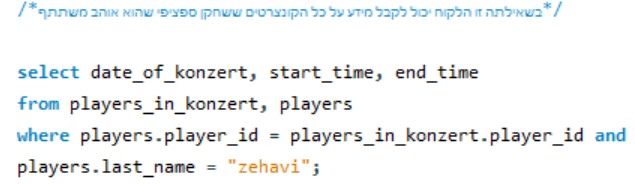 /*בשאילתה זו הלקוח יכול לקבל מידע על כל הקונצרטים ששחקן ספציפי שהוא אוהב משתתף*/
select date_of_konzert, start_time, end_time
from players_in_konzert, players
where players.player_id = players_in_konzert.player_id and
players.last_name = "zehavi";